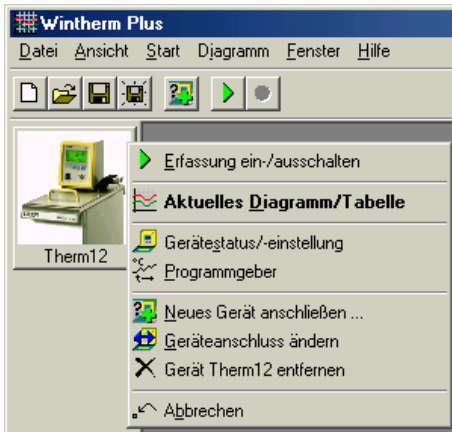 Wintherm Plus
Datei Ansicht Start Djagramm Fenster Hilfe
Erfassung ein-/ausschalten
Aktuelles Diagramm/Tabelle
Gerätestatus/-einstellung
Programmgeber
Neues Gerät anschließen ...
Geräteanschluss ändern
Gerät Therm12 entfernen
Abbrechen
Therm12